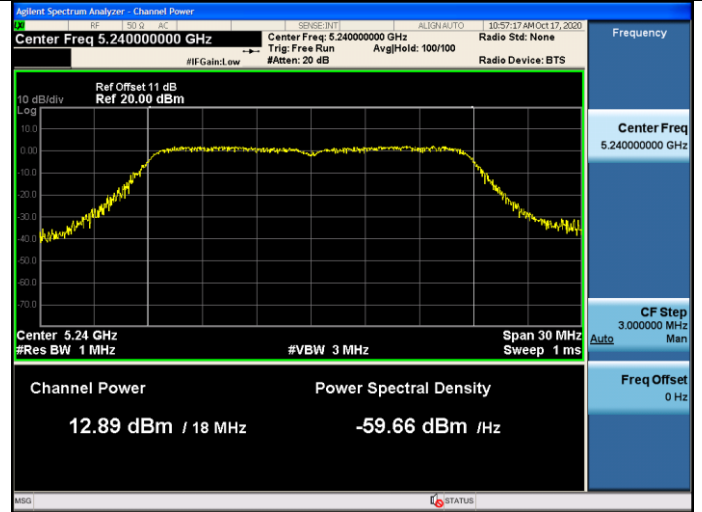 Agilent Spectrum Analyzer - Channel Power
RF 50 Ω AC SENSE:INT ALIGN AUTO 10:57:17 AM Oct 17, 2020
Center Freq 5.240000000 GHz
Center Freq: 5.240000000 GHz
Radio Std: None
Trig: Free Run Avg|Hold: 100/100
#IFGain:Low #Atten: 20 dB Radio Device: BTS
Ref Offset 11 dB
10 dB/div Ref 20.00 dBm
Log
10.0
0.00
-10.0
-20.0
-30.0
-40.0
-50.0
-60.0
-70.0
Center 5.24 GHz Span 30 MHz
#Res BW 1 MHz #VBW 3 MHz Sweep 1 ms
Channel Power Power Spectral Density
12.89 dBm / 18 MHz -59.66 dBm /Hz
MSG STATUS
Frequency
Center Freq
5.240000000 GHz
CF Step
3.000000 MHz
Auto Man
Freq Offset
0 Hz